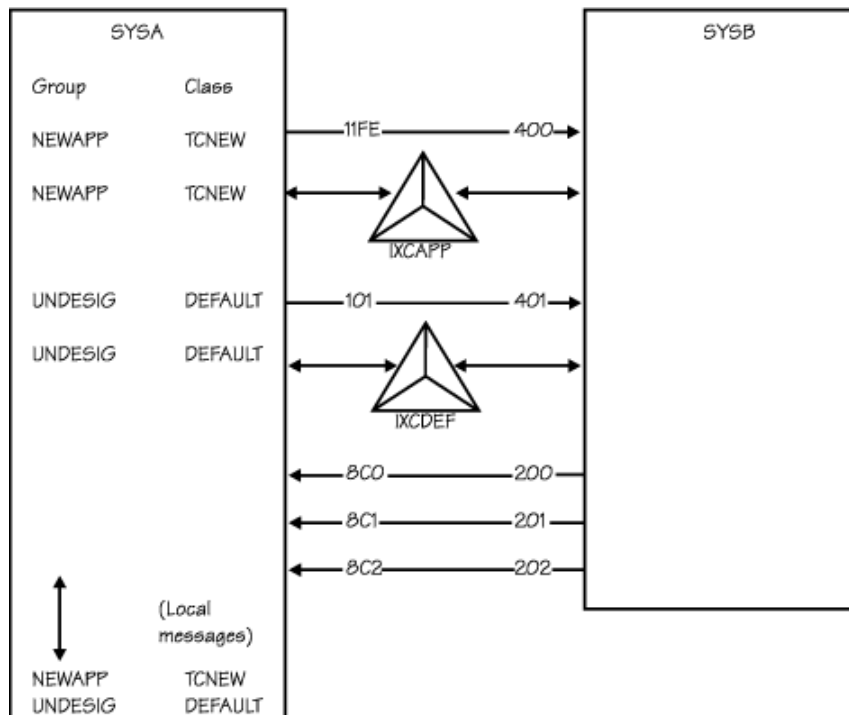 SYSA
SYSB
Group Class
NEWAPP TCNEW
11FE 400
NEWAPP TCNEW
IXCAPP
UNDESIG DEFAULT
101 401
UNDESIG DEFAULT
IXCDEF
8C0 200
8C1 201
8C2 202
(Local
messages)
NEWAPP TCNEW
UNDESIG DEFAULT